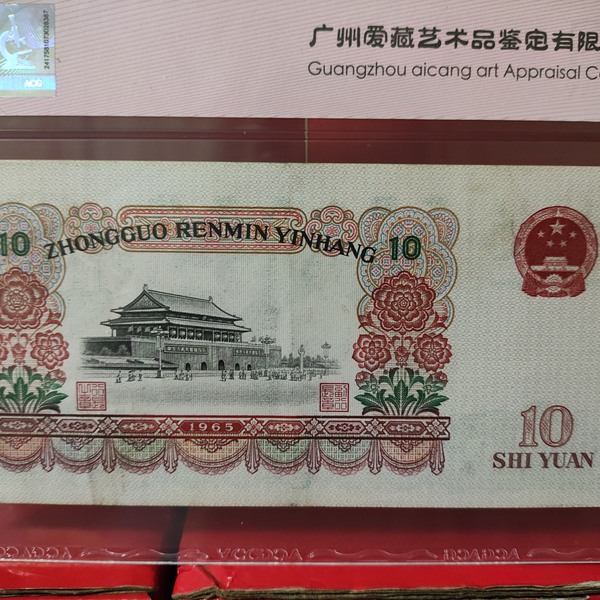 广州爱藏艺术品鉴定有限
Guangzhou aicang art Appraisal C
ACG
10 ZHONGGUO RENMIN YINHANG 10
1965
10
SHI YUAN